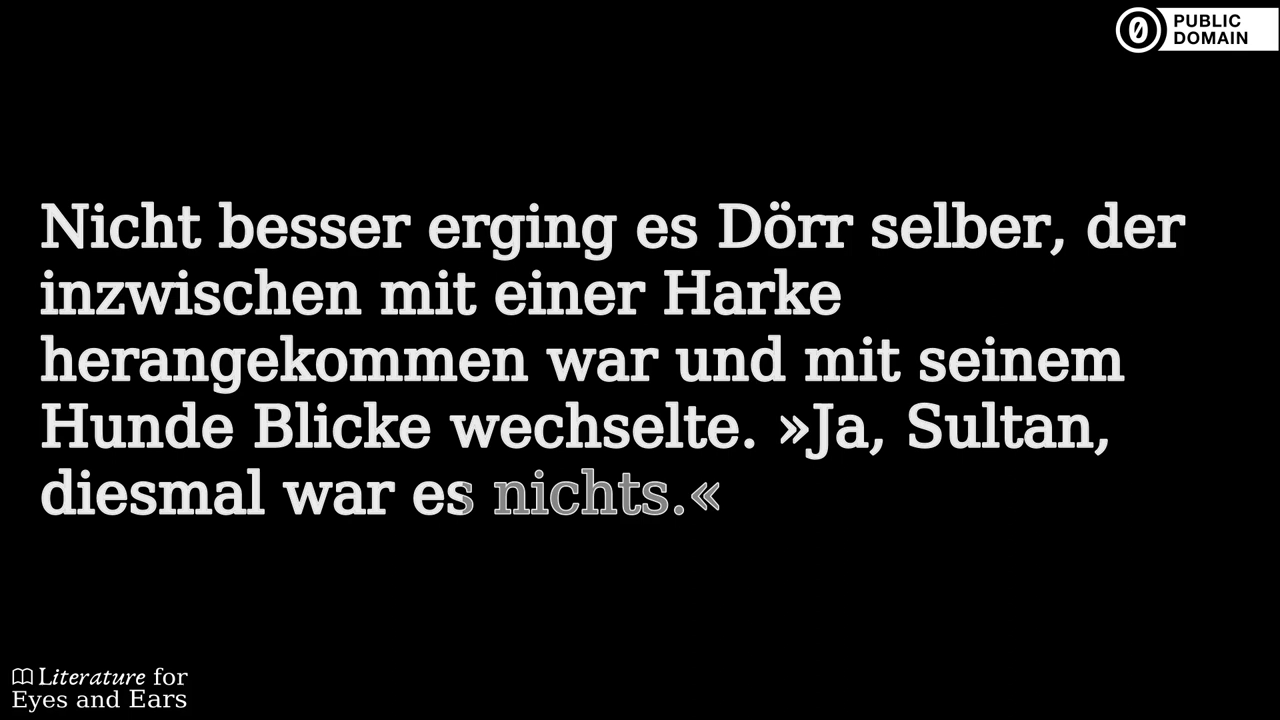 PUBLIC
DOMAIN
Nicht besser erging es Dörr selber, der
inzwischen mit einer Harke
herangekommen war und mit seinem
Hunde Blicke wechselte. »Ja, Sultan,
diesmal war es nichts.«
Literature for
Eyes and Ears